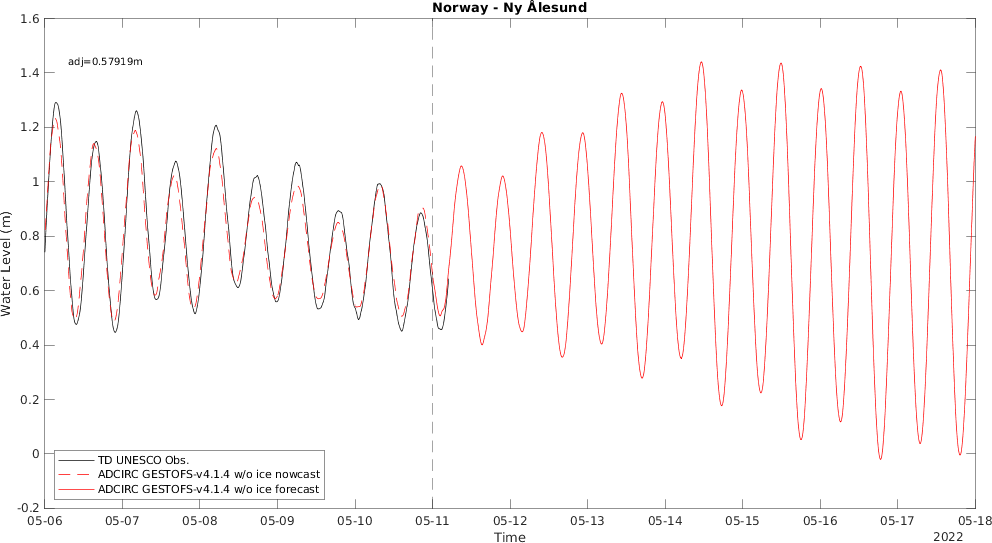 Norway - Ny Ålesund
1.6
1.4
1.2
1
0.8
0.6
0.4
0.2
0
-0.2
Water Level (m)
adj=0.57919m
TD UNESCO Obs.
ADCIRC GESTOFS-v4.1.4 w/o ice nowcast
ADCIRC GESTOFS-v4.1.4 w/o ice forecast
05-06 05-07 05-08 05-09 05-10 05-11 05-12 05-13 05-14 05-15 05-16 05-17 05-18
Time
2022